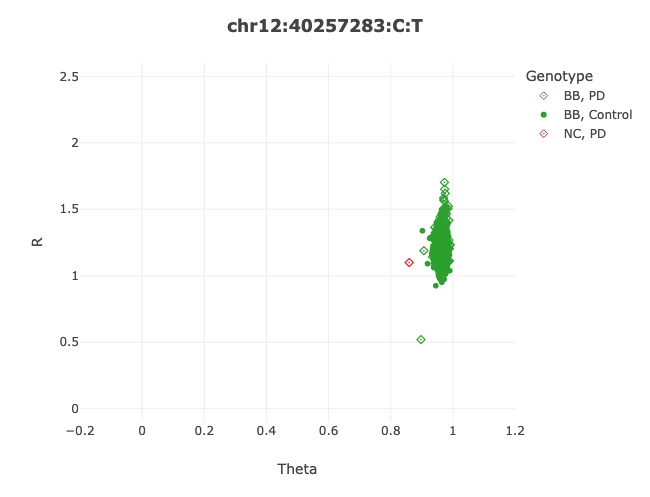 chr12:40257283:C:T
Genotype
BB, PD
BB, Control
NC, PD
2.5
2
1.5
1
0.5
0
R
−0.2 0 0.2 0.4 0.6 0.8 1 1.2
Theta